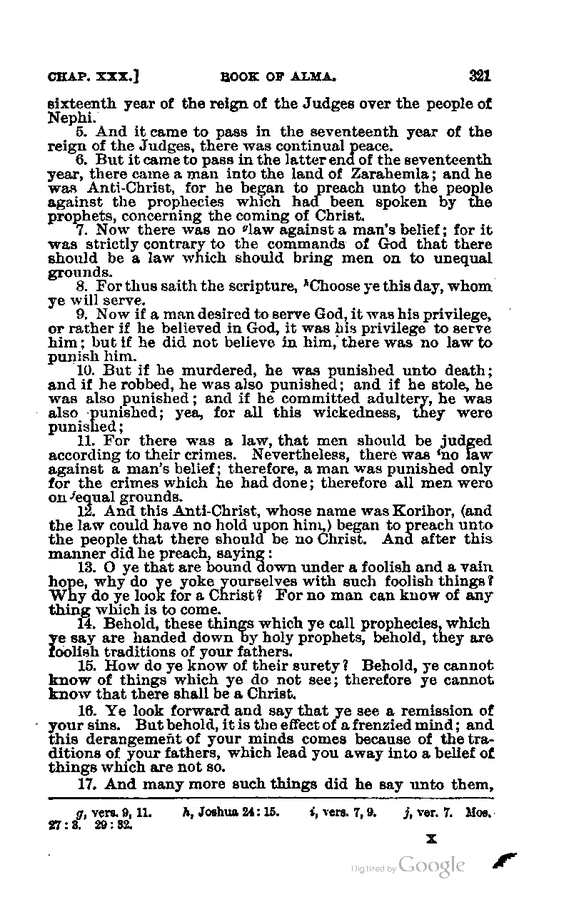 CHAP. XXX.] BOOK OF ALMA. 321
sixteenth year of the reign of the Judges over the people of
Nephi.
5. And it came to pass in the seventeenth year of the
reign of the Judges, there was continual peace.
6. But it came to pass in the latter end of the seventeenth
year, there came a man into the land of Zarahemla; and he
was Anti-Christ, for he began to preach unto the people
against the prophecies which had been spoken by the
prophets, concerning the coming of Christ.
7. Now there was no ᵍlaw against a man's belief; for it
was strictly contrary to the commands of God that there
should be a law which should bring men on to unequal
grounds.
8. For thus saith the scripture, ʰChoose ye this day, whom
ye will serve.
9. Now if a man desired to serve God, it was his privilege,
or rather if he believed in God, it was his privilege to serve
him; but if he did not believe in him, there was no law to
punish him.
10. But if he murdered, he was punished unto death;
and if he robbed, he was also punished; and if he stole, he
was also punished; and if he committed adultery, he was
also punished; yea, for all this wickedness, they were
punished;
11. For there was a law, that men should be judged
according to their crimes. Nevertheless, there was ⁱno law
against a man's belief; therefore, a man was punished only
for the crimes which he had done; therefore all men were
on ʲequal grounds.
12. And this Anti-Christ, whose name was Korihor, (and
the law could have no hold upon him,) began to preach unto
the people that there should be no Christ. And after this
manner did he preach, saying:
13. O ye that are bound down under a foolish and a vain
hope, why do ye yoke yourselves with such foolish things?
Why do ye look for a Christ? For no man can know of any
thing which is to come.
14. Behold, these things which ye call prophecies, which
ye say are handed down by holy prophets, behold, they are
foolish traditions of your fathers.
15. How do ye know of their surety? Behold, ye cannot
know of things which ye do not see; therefore ye cannot
know that there shall be a Christ.
16. Ye look forward and say that ye see a remission of
your sins. But behold, it is the effect of a frenzied mind; and
this derangement of your minds comes because of the tra-
ditions of your fathers, which lead you away into a belief of
things which are not so.
17. And many more such things did he say unto them,
g, vers. 9, 11. h, Joshua 24:15. i, vers. 7, 9. j, ver. 7. Mos.
27:3. 29:32.
X
Digitized by Google